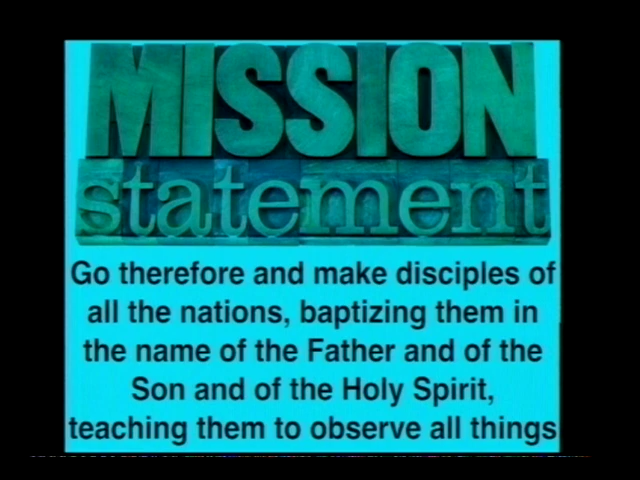 MISSION
statement
Go therefore and make disciples of
all the nations, baptizing them in
the name of the Father and of the
Son and of the Holy Spirit,
teaching them to observe all things